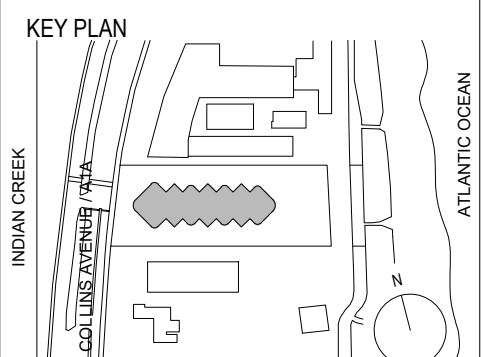 KEY PLAN
INDIAN CREEK
COLLINS AVENUE / A1A
ATLANTIC OCEAN
N